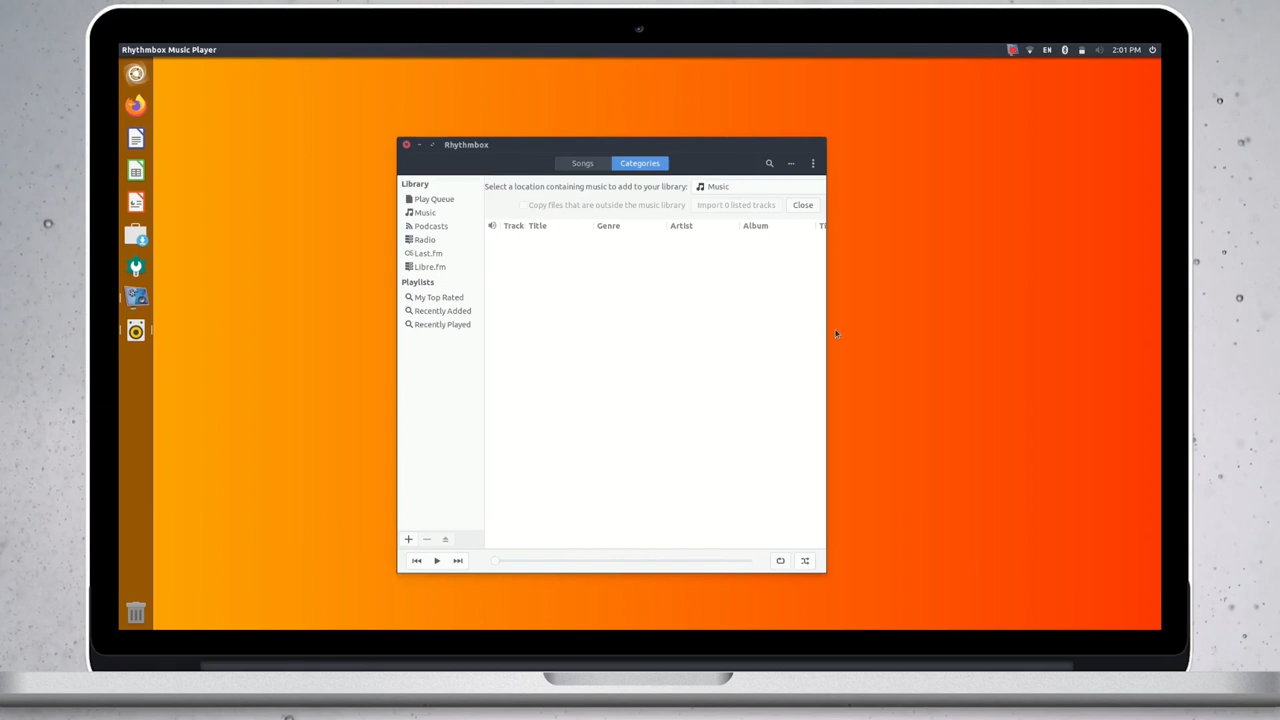 Rhythmbox Music Player
EN
2:01 PM
Rhythmbox
Songs
Categories
Library
Play Queue
Music
Podcasts
Radio
Last.fm
Libre.fm
Playlists
My Top Rated
Recently Added
Recently Played
Select a location containing music to add to your library:
Music
Copy files that are outside the music library
Import 0 listed tracks
Close
Track
Title
Genre
Artist
Album